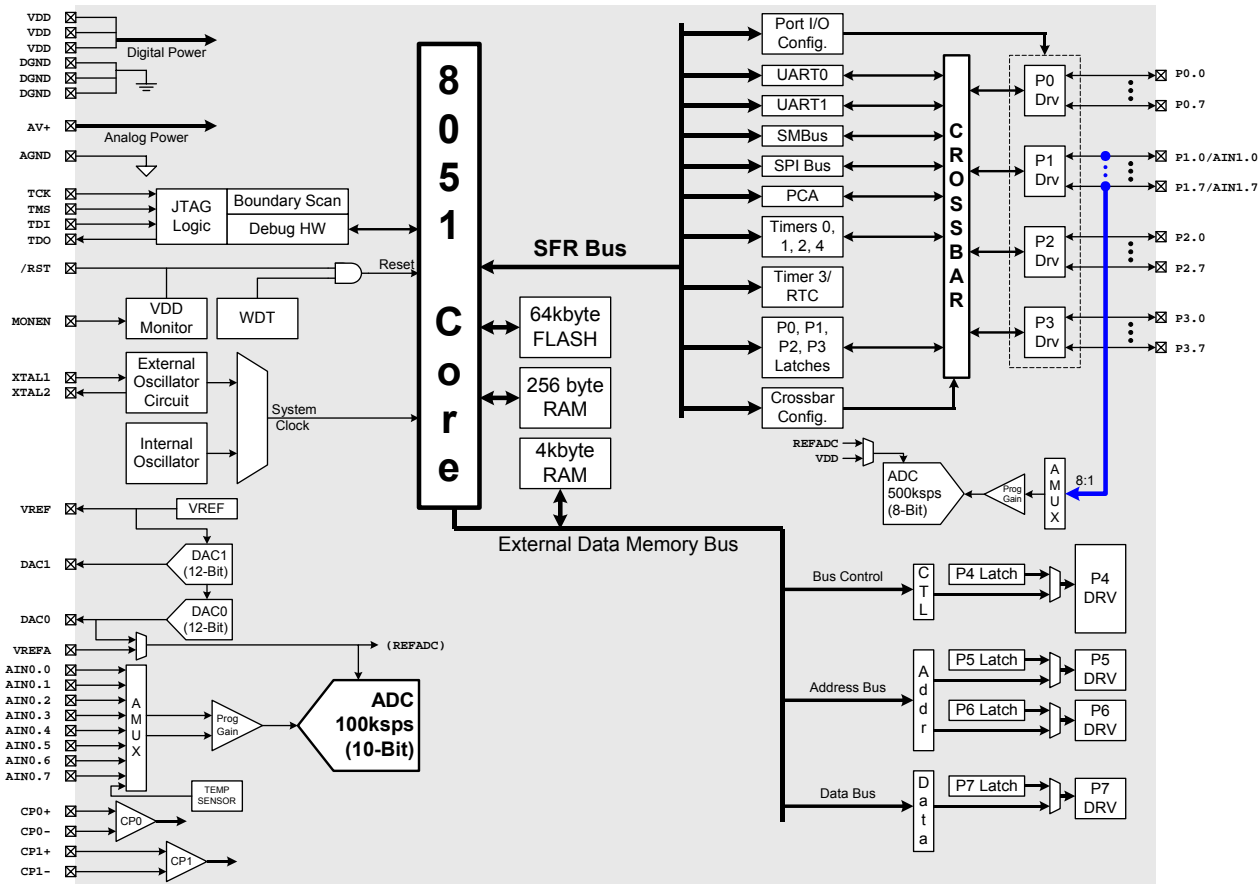 VDD
VDD
VDD
Digital Power
DGND
DGND
DGND
AV+
Analog Power
AGND
TCK
TMS
TDI
TDO
JTAG
Logic
Boundary Scan
Debug HW
/RST
Reset
MONEN
VDD
Monitor
WDT
XTAL1
XTAL2
External
Oscillator
Circuit
Internal
Oscillator
System
Clock
VREF
VREF
DAC1
DAC1
(12-Bit)
DAC0
DAC0
(12-Bit)
VREFA
(REFADC)
AIN0.0
AIN0.1
AIN0.2
AIN0.3
AIN0.4
AIN0.5
AIN0.6
AIN0.7
AMUX
Prog
Gain
ADC
100ksps
(10-Bit)
TEMP
SENSOR
CP0+
CP0-
CP0
CP1+
CP1-
CP1
8051 Core
64kbyte
FLASH
256 byte
RAM
4kbyte
RAM
SFR Bus
External Data Memory Bus
Port I/O
Config.
UART0
UART1
SMBus
SPI Bus
PCA
Timers 0,
1, 2, 4
Timer 3/
RTC
P0, P1,
P2, P3
Latches
Crossbar
Config.
CROSSBAR
P0
Drv
P1
Drv
P2
Drv
P3
Drv
P0.0
P0.7
P1.0/AIN1.0
P1.7/AIN1.7
P2.0
P2.7
P3.0
P3.7
REFADC
VDD
ADC
500ksps
(8-Bit)
Prog
Gain
AMUX
8:1
Bus Control
CTL
P4 Latch
P4
DRV
Address Bus
Addr
P5 Latch
P5
DRV
P6 Latch
P6
DRV
Data Bus
Data
P7 Latch
P7
DRV